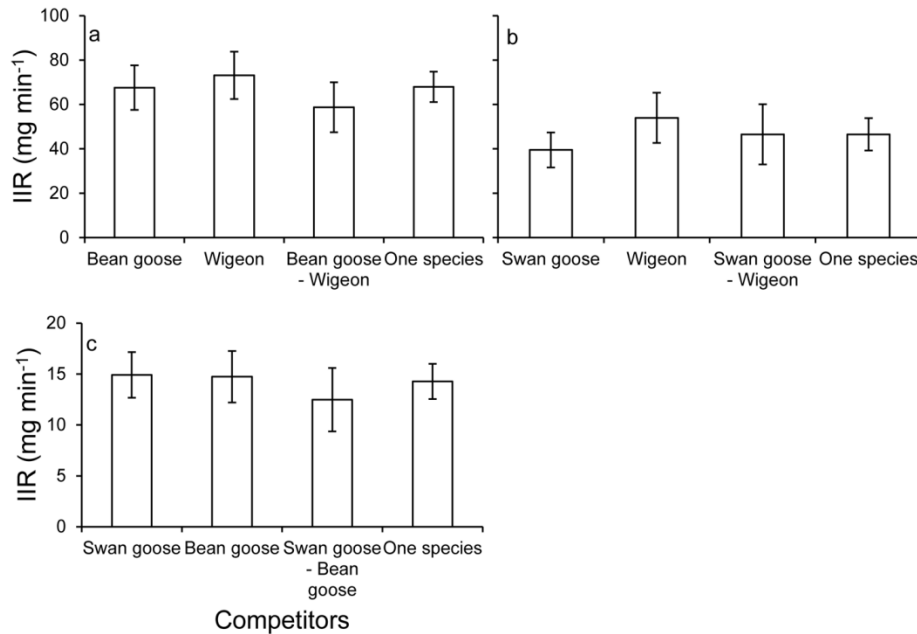 a
IIR (mg min⁻¹)
100
80
60
40
20
0
Bean goose Wigeon Bean goose One species
- Wigeon
b
Swan goose Wigeon Swan goose One species
- Wigeon
c
IIR (mg min⁻¹)
20
15
10
5
0
Swan goose Bean goose Swan goose One species
- Bean
goose
Competitors